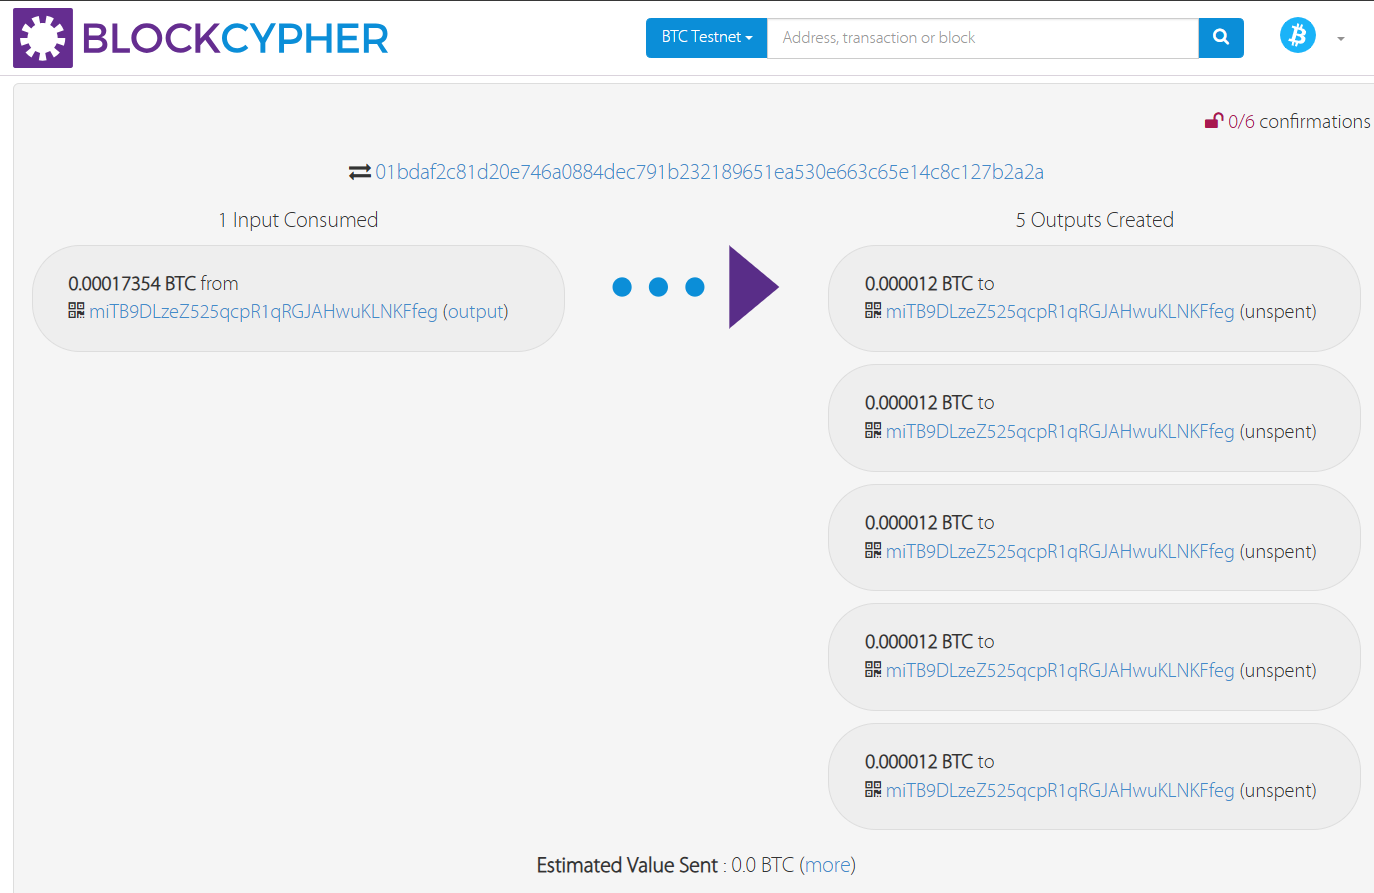 BLOCKCYPHER
BTC Testnet
Address, transaction or block
0/6 confirmations
01bdaf2c81d20e746a0884dec791b232189651ea530e663c65e14c8c127b2a2a
1 Input Consumed
5 Outputs Created
0.00017354 BTC from
miTB9DLzeZ525qcpR1qRGJAHwuKLNKFfeg (output)
0.000012 BTC to
miTB9DLzeZ525qcpR1qRGJAHwuKLNKFfeg (unspent)
0.000012 BTC to
miTB9DLzeZ525qcpR1qRGJAHwuKLNKFfeg (unspent)
0.000012 BTC to
miTB9DLzeZ525qcpR1qRGJAHwuKLNKFfeg (unspent)
0.000012 BTC to
miTB9DLzeZ525qcpR1qRGJAHwuKLNKFfeg (unspent)
0.000012 BTC to
miTB9DLzeZ525qcpR1qRGJAHwuKLNKFfeg (unspent)
Estimated Value Sent : 0.0 BTC (more)